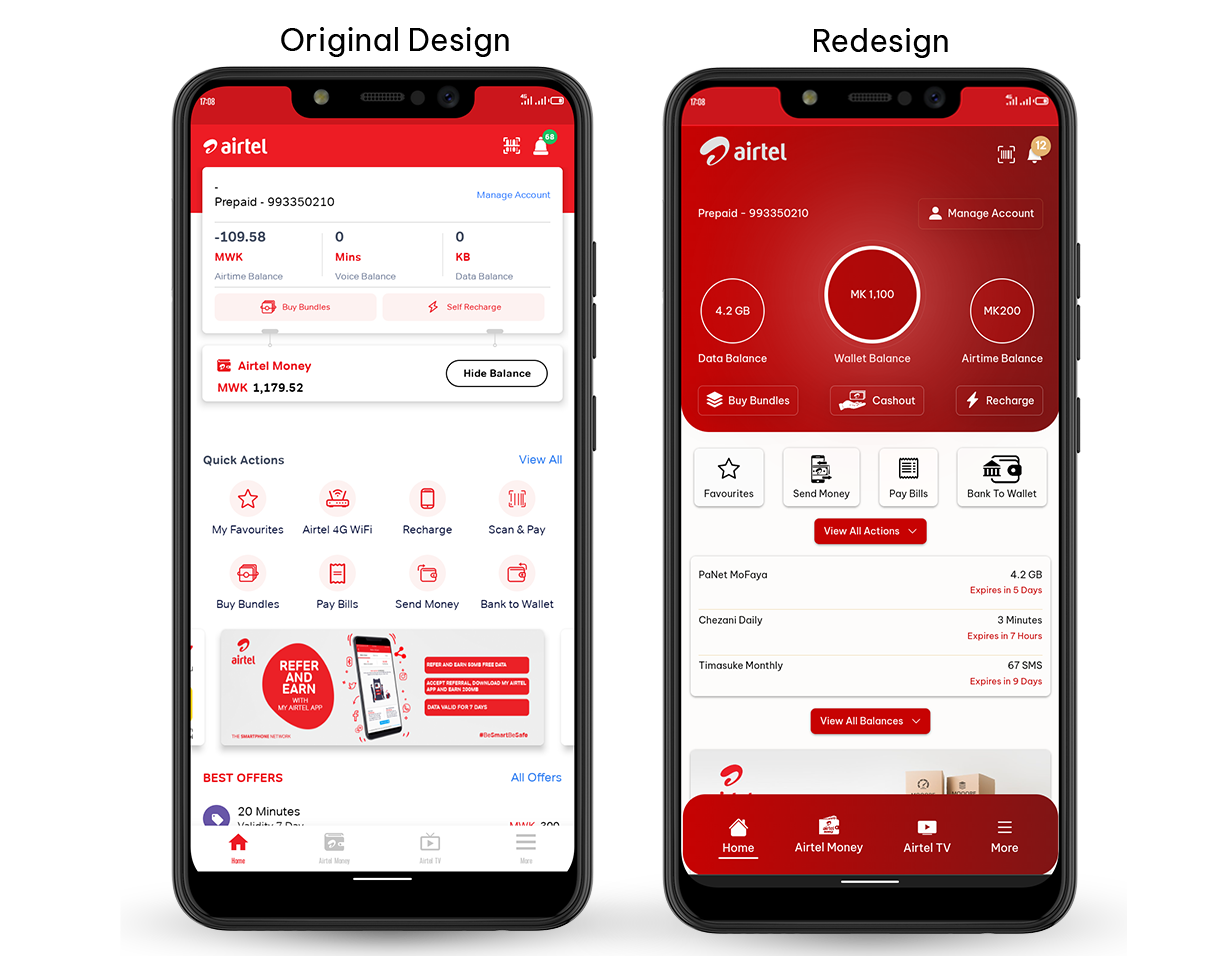 Original Design
17:08
4G
airtel
68
-
Prepaid - 993350210
Manage Account
-109.58
0
0
MWK
Mins
KB
Airtime Balance
Voice Balance
Data Balance
Buy Bundles
Self Recharge
Airtel Money
MWK 1,179.52
Hide Balance
Quick Actions
View All
My Favourites
Airtel 4G WiFi
Recharge
Scan & Pay
Buy Bundles
Pay Bills
Send Money
Bank to Wallet
airtel
REFER
AND
EARN
WITH
MY AIRTEL APP
REFER AND EARN 50MB FREE DATA
ACCEPT REFERRAL, DOWNLOAD MY AIRTEL
APP AND EARN 200MB
DATA VALID FOR 7 DAYS
THE SMARTPHONE NETWORK
#BeSmartBeSafe
BEST OFFERS
All Offers
20 Minutes
Validity 7 Day
MWK 300
Home
Airtel Money
Airtel TV
More
Redesign
17:08
4G
airtel
12
Prepaid - 993350210
Manage Account
4.2 GB
MK 1,100
MK200
Data Balance
Wallet Balance
Airtime Balance
Buy Bundles
Cashout
Recharge
Favourites
Send Money
Pay Bills
Bank To Wallet
View All Actions
PaNet MoFaya
4.2 GB
Expires in 5 Days
Chezani Daily
3 Minutes
Expires in 7 Hours
Timasuke Monthly
67 SMS
Expires in 9 Days
View All Balances
Home
Airtel Money
Airtel TV
More